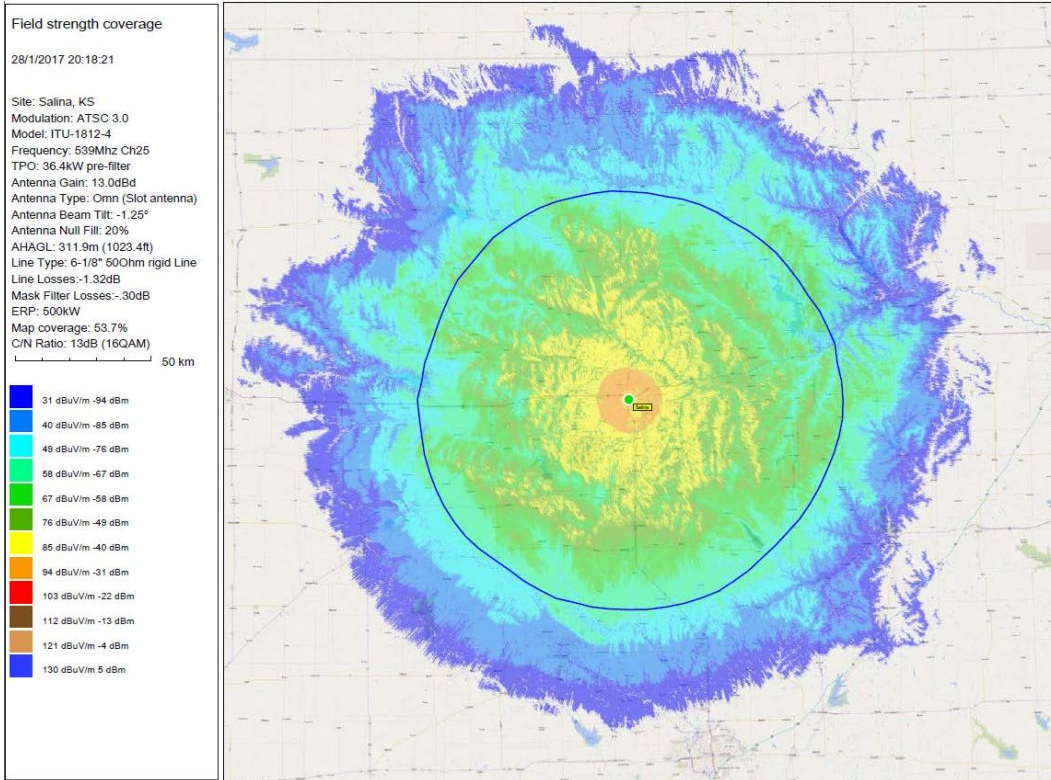 Field strength coverage
28/1/2017 20:18:21
Site: Salina, KS
Modulation: ATSC 3.0
Model: ITU-1812-4
Frequency: 539Mhz Ch25
TPO: 36.4kW pre-filter
Antenna Gain: 13.0dBd
Antenna Type: Omn (Slot antenna)
Antenna Beam Tilt: -1.25°
Antenna Null Fill: 20%
AHAGL: 311.9m (1023.4ft)
Line Type: 6-1/8" 50Ohm rigid Line
Line Losses:-1.32dB
Mask Filter Losses:-.30dB
ERP: 500kW
Map coverage: 53.7%
C/N Ratio: 13dB (16QAM)
50 km
31 dBuV/m -94 dBm
40 dBuV/m -85 dBm
49 dBuV/m -76 dBm
58 dBuV/m -67 dBm
67 dBuV/m -58 dBm
76 dBuV/m -49 dBm
85 dBuV/m -40 dBm
94 dBuV/m -31 dBm
103 dBuV/m -22 dBm
112 dBuV/m -13 dBm
121 dBuV/m -4 dBm
130 dBuV/m 5 dBm
Salina